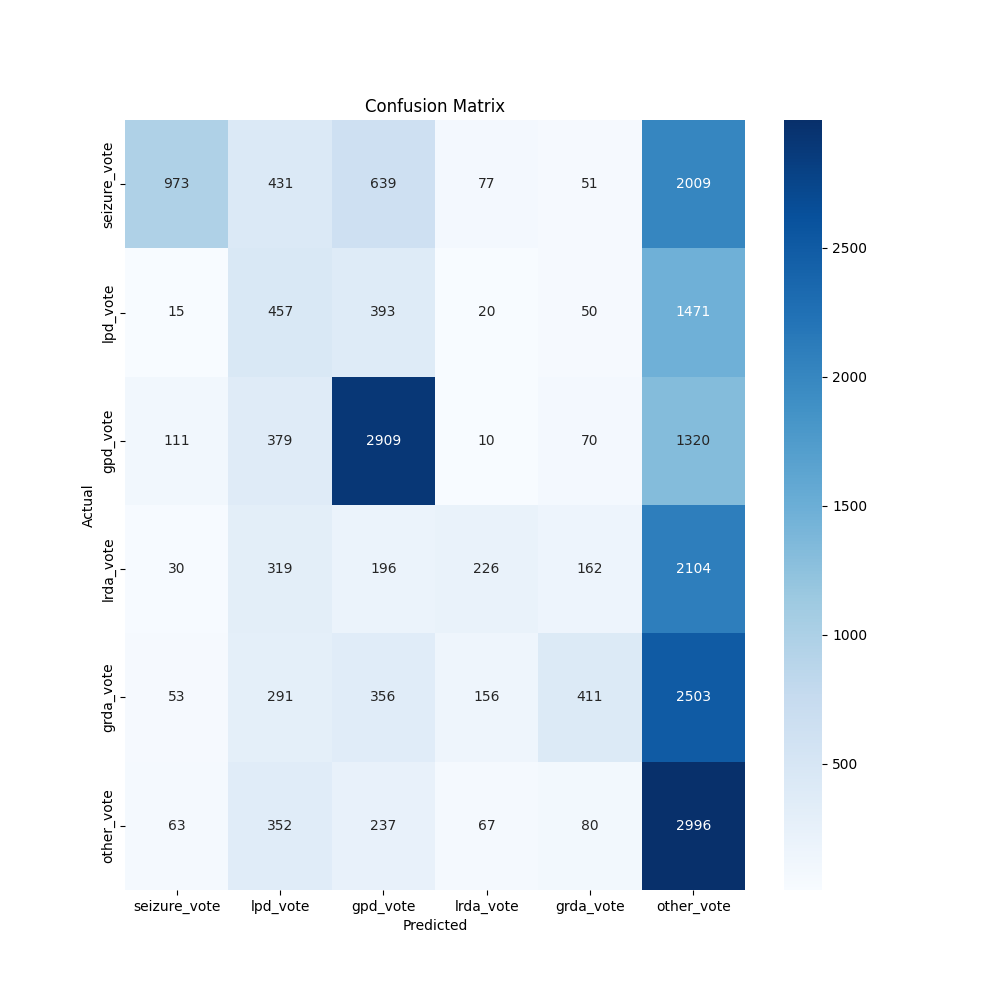 Confusion Matrix
seizure_vote 973 431 639 77 51 2009
lpd_vote 15 457 393 20 50 1471
gpd_vote 111 379 2909 10 70 1320
lrda_vote 30 319 196 226 162 2104
grda_vote 53 291 356 156 411 2503
other_vote 63 352 237 67 80 2996
Actual
seizure_vote lpd_vote gpd_vote lrda_vote grda_vote other_vote
Predicted
2500
2000
1500
1000
500